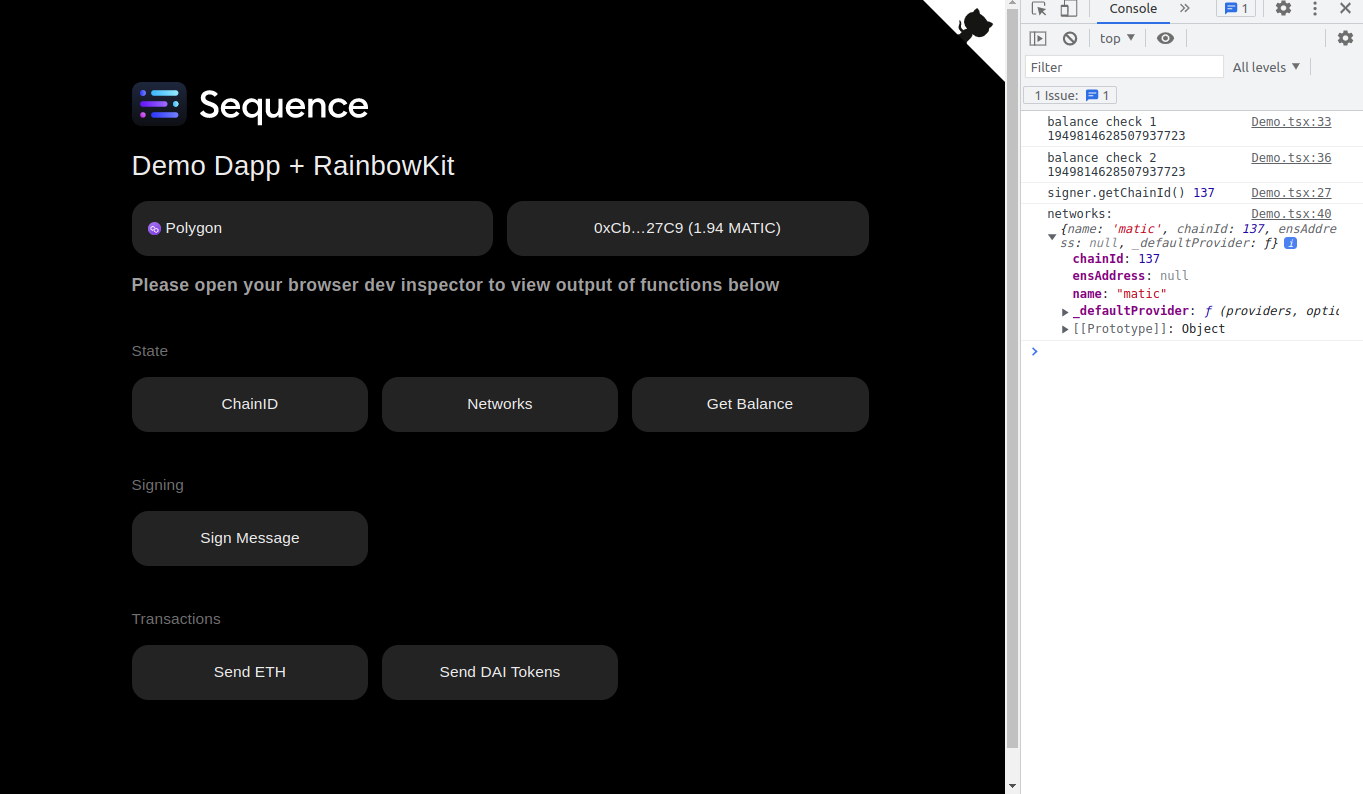 Sequence
Demo Dapp + RainbowKit
Polygon
0xCb...27C9 (1.94 MATIC)
Please open your browser dev inspector to view output of functions below
State
ChainID
Networks
Get Balance
Signing
Sign Message
Transactions
Send ETH
Send DAI Tokens
Console
1
top
Filter
All levels
1 Issue: 1
balance check 1 Demo.tsx:33
1949814628507937723
balance check 2 Demo.tsx:36
1949814628507937723
signer.getChainId() 137 Demo.tsx:27
networks: Demo.tsx:40
{name: 'matic', chainId: 137, ensAddre
ss: null, _defaultProvider: ƒ} i
chainId: 137
ensAddress: null
name: "matic"
_defaultProvider: ƒ (providers, optio
[[Prototype]]: Object